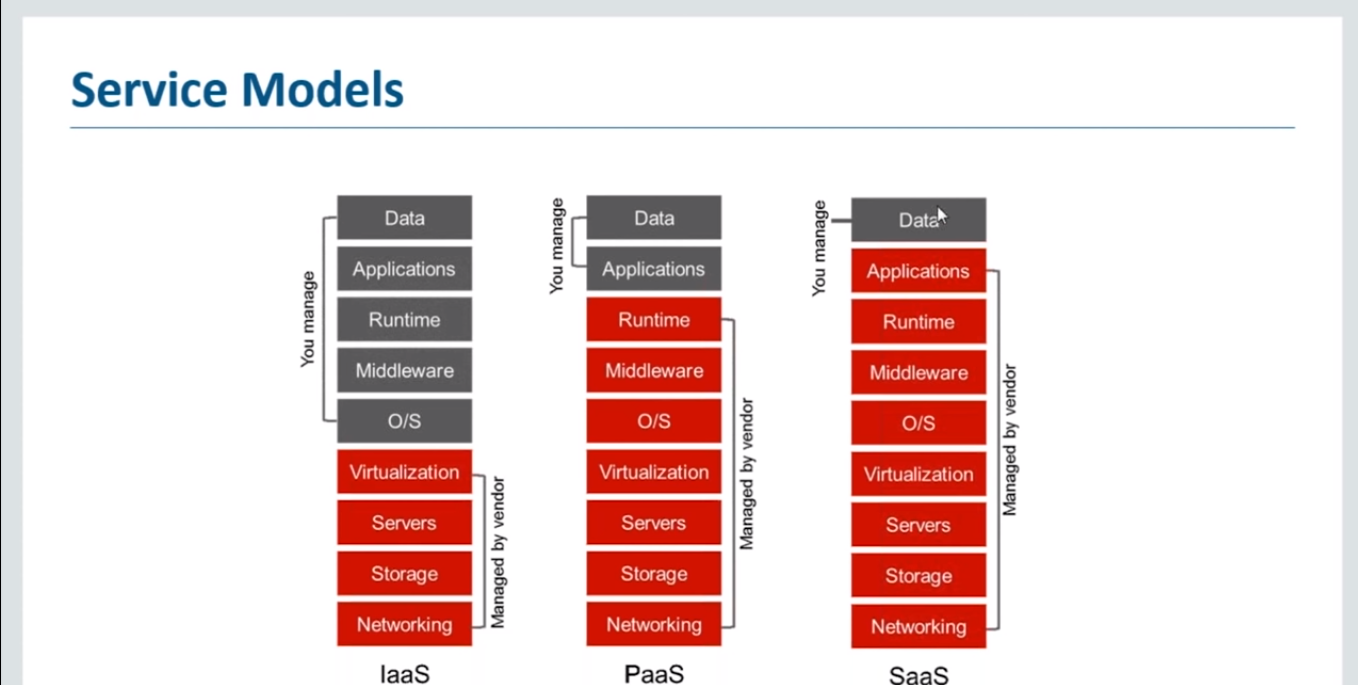 Service Models
You manage
Data
Applications
Runtime
Middleware
O/S
Virtualization
Servers
Storage
Networking
Managed by vendor
IaaS
You manage
Data
Applications
Runtime
Middleware
O/S
Virtualization
Servers
Storage
Networking
Managed by vendor
PaaS
You manage
Data
Applications
Runtime
Middleware
O/S
Virtualization
Servers
Storage
Networking
Managed by vendor
SaaS